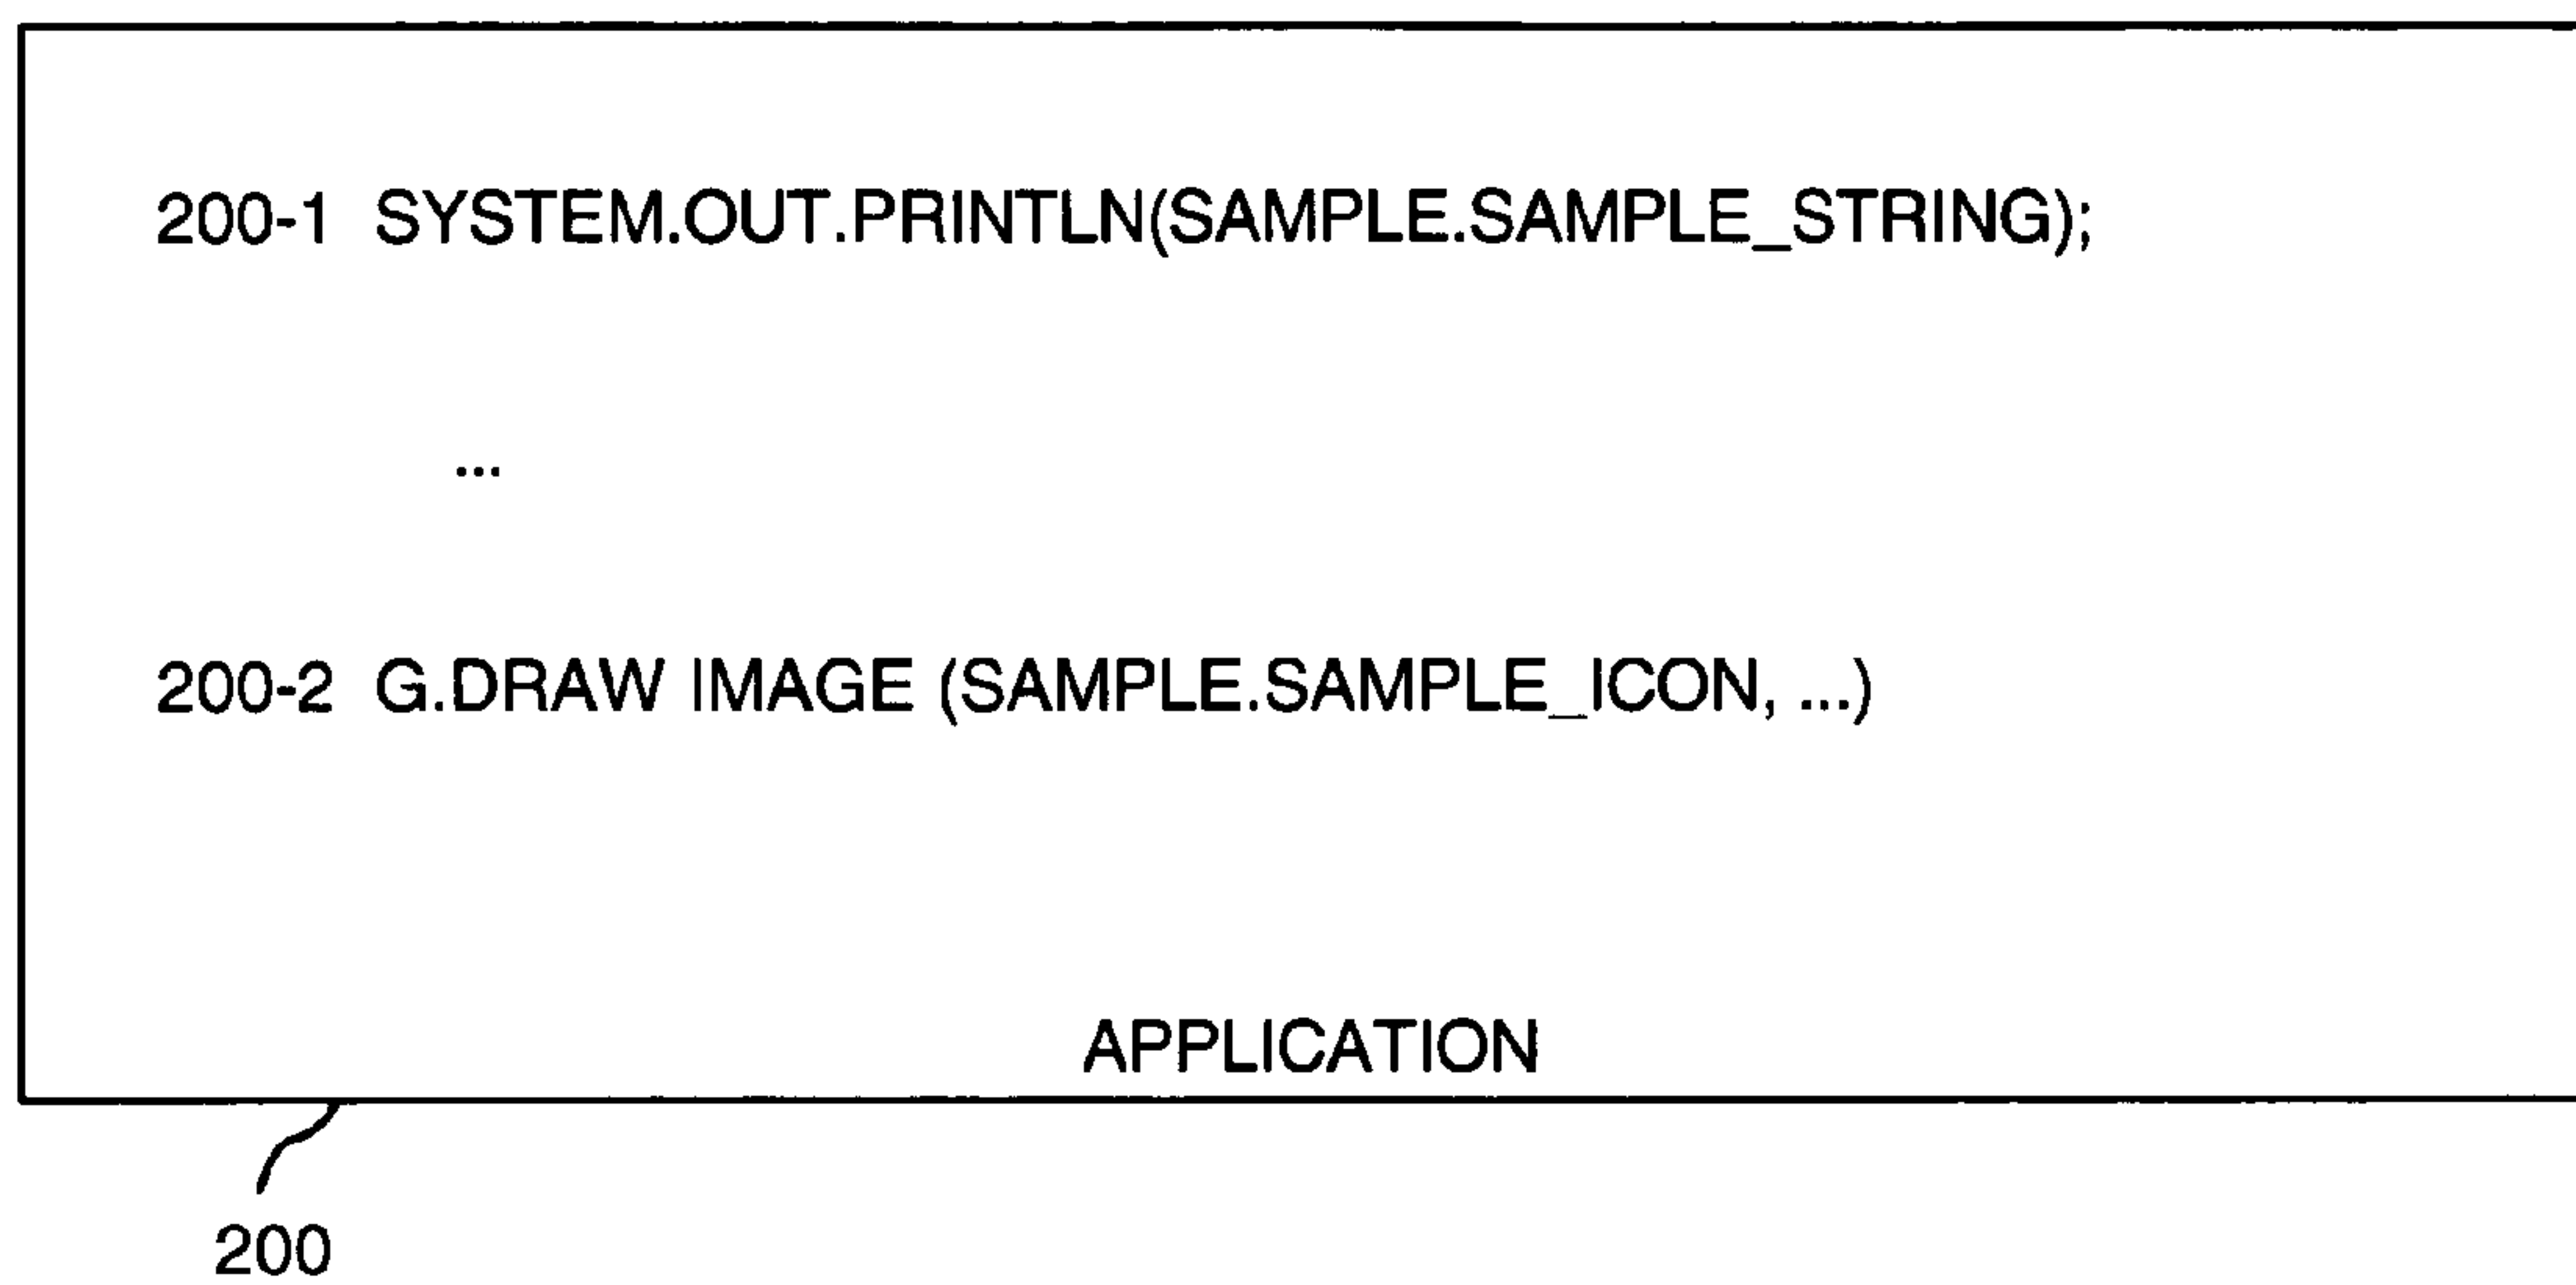 200-1 SYSTEM.OUT.PRINTLN(SAMPLE.SAMPLE_STRING);
...
200-2 G.DRAW IMAGE (SAMPLE.SAMPLE_ICON, ...)
APPLICATION
200